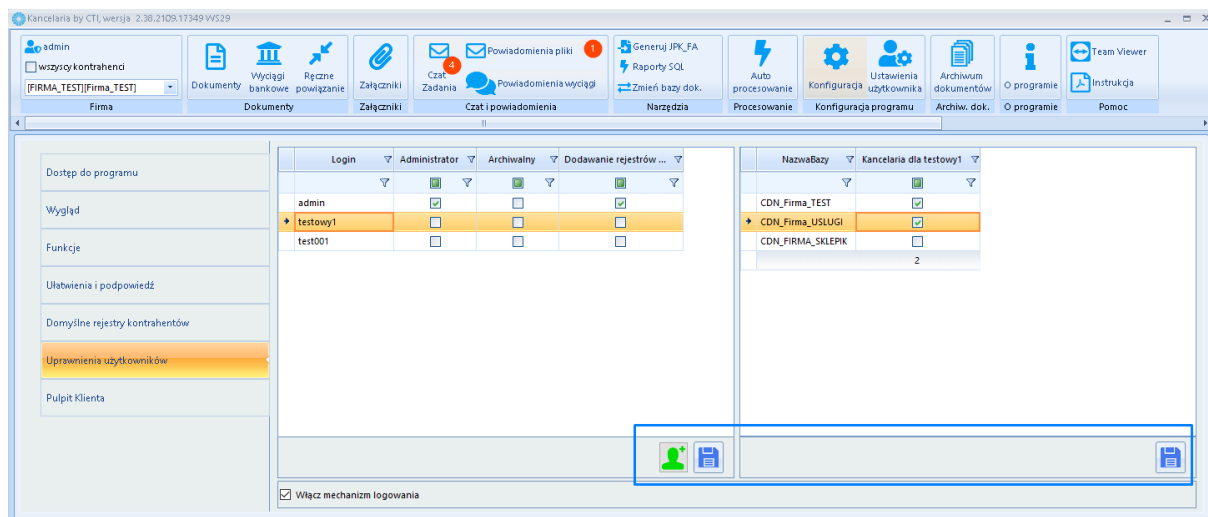 Kancelaria by CTI, wersja 2.38.2109.17349 WS29
admin
wszyscy kontrahenci
[FIRMA_TEST][Firma_TEST]
Firma
Dokumenty
Wyciągi bankowe
Ręczne powiązanie
Dokumenty
Załączniki
Załączniki
Czat
4
Zadania
Powiadomienia pliki
1
Powiadomienia wyciągi
Czat i powiadomienia
Generuj JPK_FA
Raporty SQL
Zmień bazy dok.
Narzędzia
Auto procesowanie
Procesowanie
Konfiguracja
Ustawienia użytkownika
Konfiguracja programu
Archiwum dokumentów
Archiw. dok.
O programie
O programie
Team Viewer
Instrukcja
Pomoc
Dostęp do programu
Wygląd
Funkcje
Ułatwienia i podpowiedź
Domyślne rejestry kontrahentów
Uprawnienia użytkowników
Pulpit Klienta
Login Administrator Archiwalny Dodawanie rejestrów ...
admin
testowy1
test001
NazwaBazy Kancelaria dla testowy1
CDN_Firma_TEST
CDN_Firma_USLUGI
CDN_FIRMA_SKLEPIK
2
Włącz mechanizm logowania